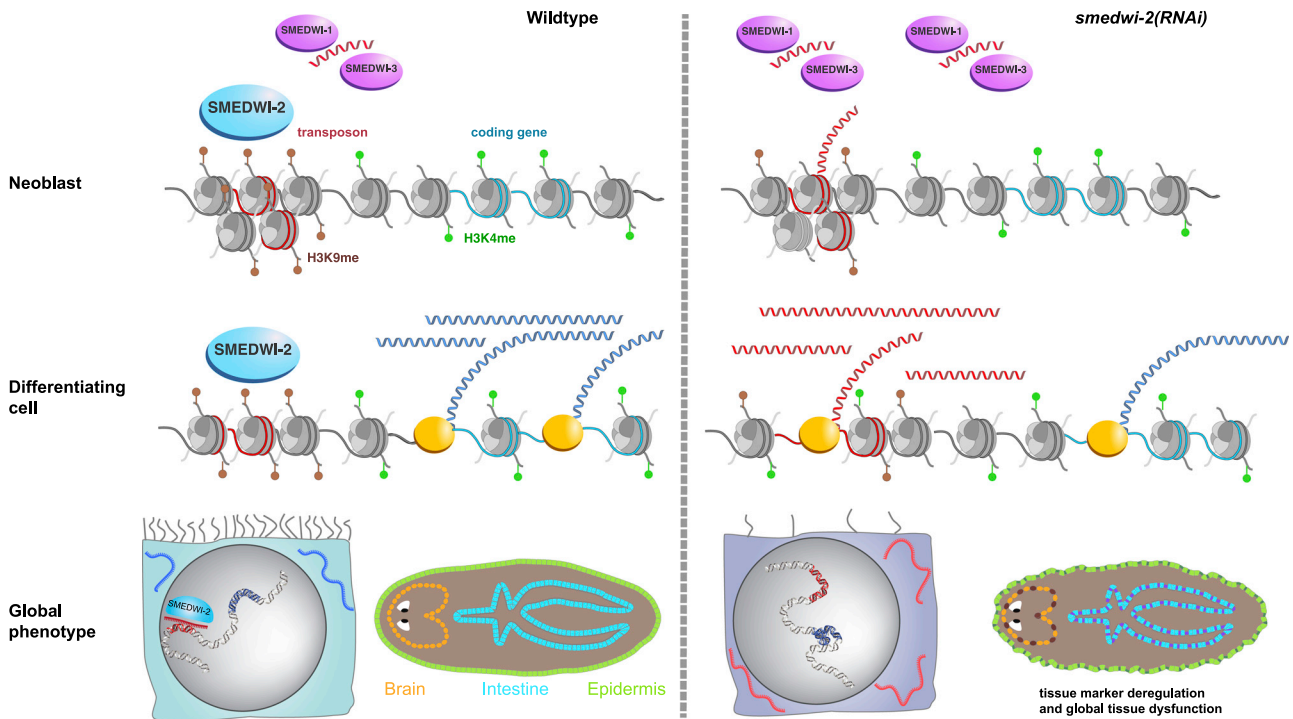 Wildtype
smedwi-2(RNAi)
SMEDWI-1
SMEDWI-3
SMEDWI-1
SMEDWI-3
SMEDWI-1
SMEDWI-3
SMEDWI-2
transposon
coding gene
Neoblast
H3K4me
H3K9me
SMEDWI-2
Differentiating
cell
SMEDWI-2
Global
phenotype
Brain
Intestine
Epidermis
tissue marker deregulation
and global tissue dysfunction